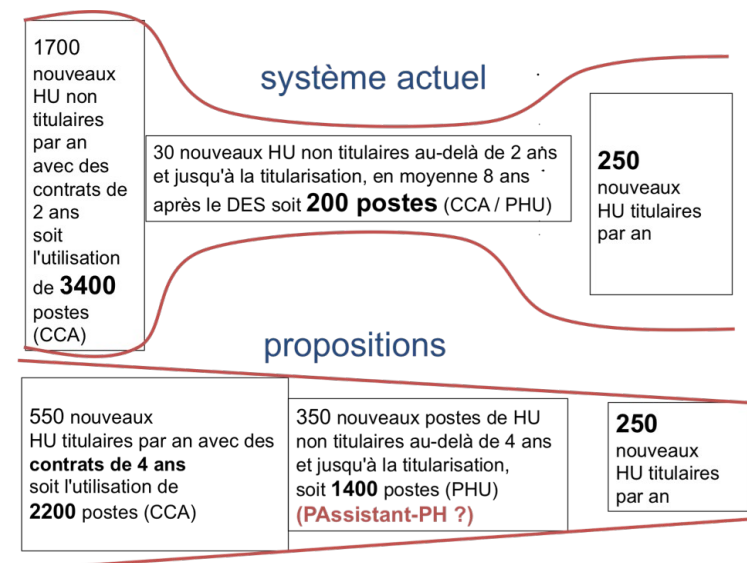 système actuel
1700
nouveaux
HU non
titulaires
par an
avec des
contrats de
2 ans
soit
l'utilisation
de 3400
postes
(CCA)
30 nouveaux HU non titulaires au-delà de 2 ans
et jusqu'à la titularisation, en moyenne 8 ans
après le DES soit 200 postes (CCA / PHU)
250
nouveaux
HU titulaires
par an
propositions
550 nouveaux
HU titulaires par an avec des
contrats de 4 ans
soit l'utilisation de
2200 postes (CCA)
350 nouveaux postes de HU
non titulaires au-delà de 4 ans
et jusqu'à la titularisation,
soit 1400 postes (PHU)
(PAssistant-PH ?)
250
nouveaux
HU titulaires
par an